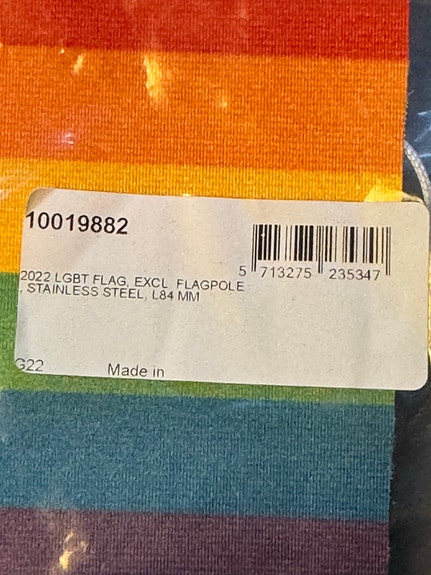 10019882
5 713275 235347
2022 LGBT FLAG, EXCL FLAGPOLE
, STAINLESS STEEL, L84 MM
G22 Made in